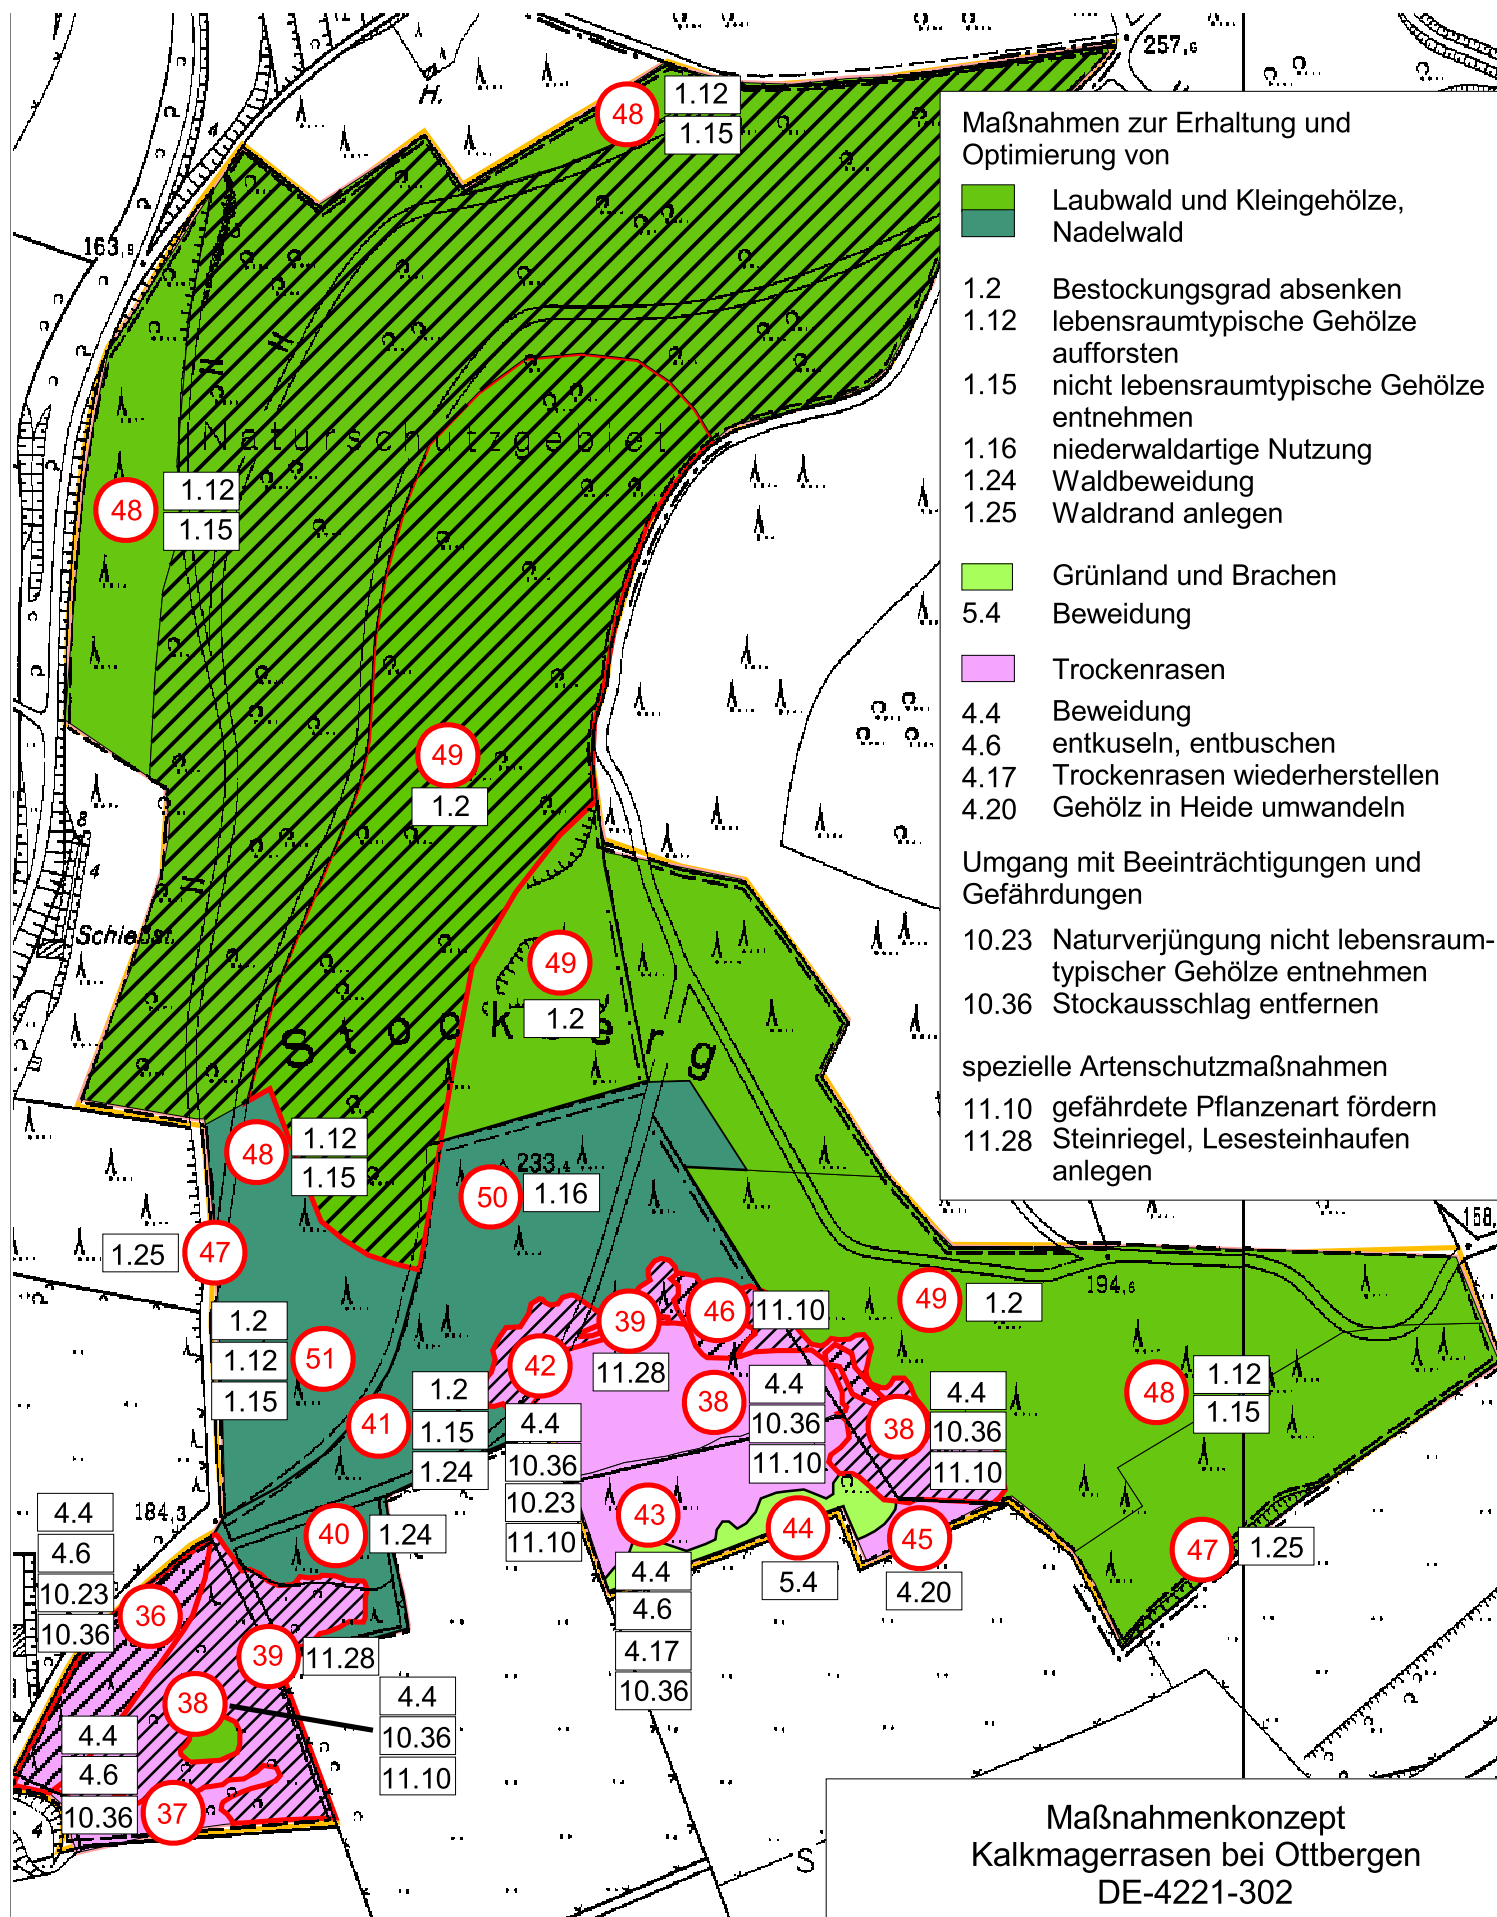 257,6
H.
4
48
1.12
1.15
163,9
Naturschutzgebiet
48
1.12
1.15
49
1.2
8
4
Schießst.
49
1.2
Stockberg
48
1.12
1.15
233,4
50
1.16
47
1.25
1.2
1.12
1.15
51
41
1.2
1.15
1.24
42
4.4
10.36
10.23
11.10
39
11.28
46
11.10
38
4.4
10.36
11.10
38
4.4
10.36
11.10
49
1.2
194,6
158,
48
1.12
1.15
47
1.25
184,3
40
1.24
43
4.4
4.6
4.17
10.36
44
5.4
45
4.20
4.4
4.6
10.23
10.36
36
39
11.28
38
4.4
10.36
11.10
4.4
4.6
10.36
37
4
S
Maßnahmen zur Erhaltung und
Optimierung von
Laubwald und Kleingehölze,
Nadelwald
1.2 Bestockungsgrad absenken
1.12 lebensraumtypische Gehölze
aufforsten
1.15 nicht lebensraumtypische Gehölze
entnehmen
1.16 niederwaldartige Nutzung
1.24 Waldbeweidung
1.25 Waldrand anlegen
Grünland und Brachen
5.4 Beweidung
Trockenrasen
4.4 Beweidung
4.6 entkuseln, entbuschen
4.17 Trockenrasen wiederherstellen
4.20 Gehölz in Heide umwandeln
Umgang mit Beeinträchtigungen und
Gefährdungen
10.23 Naturverjüngung nicht lebensraum-
typischer Gehölze entnehmen
10.36 Stockausschlag entfernen
spezielle Artenschutzmaßnahmen
11.10 gefährdete Pflanzenart fördern
11.28 Steinriegel, Lesesteinhaufen
anlegen
Maßnahmenkonzept
Kalkmagerrasen bei Ottbergen
DE-4221-302